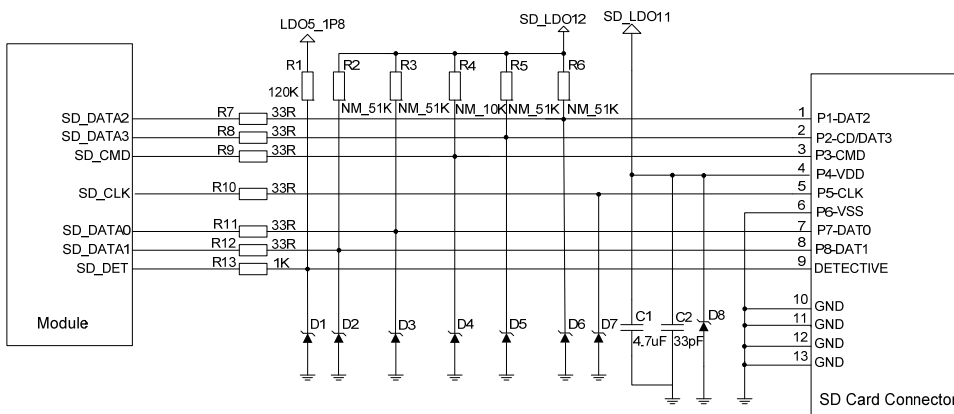 LDO5_1P8
SD_LDO12
SD_LDO11
R1
R2
R3
R4
R5
R6
120K
NM_51K
NM_51K
NM_10K
NM_51K
NM_51K
SD_DATA2
R7
33R
1
P1-DAT2
SD_DATA3
R8
33R
2
P2-CD/DAT3
SD_CMD
R9
33R
3
P3-CMD
4
P4-VDD
SD_CLK
R10
33R
5
P5-CLK
6
P6-VSS
SD_DATA0
R11
33R
7
P7-DAT0
SD_DATA1
R12
33R
8
P8-DAT1
SD_DET
R13
1K
9
DETECTIVE
10
GND
11
GND
12
GND
13
GND
Module
D1
D2
D3
D4
D5
D6
D7
C1
4.7uF
C2
33pF
D8
SD Card Connector